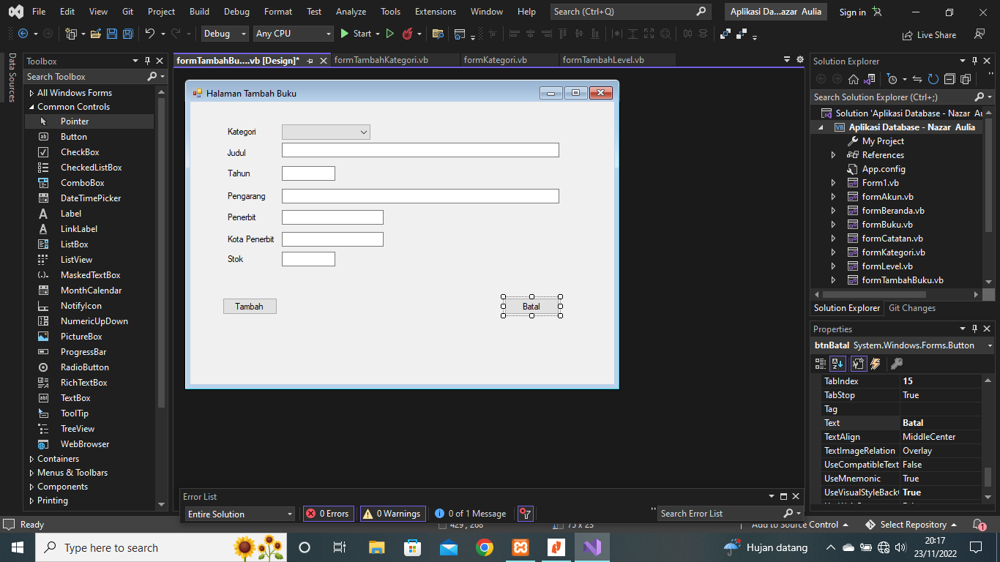 File Edit View Git Project Build Debug Format Test Analyze Tools Extensions Window Help Search (Ctrl+Q) Aplikasi Da...azar Aulia Sign in
Debug Any CPU Start Live Share
Data Sources
Toolbox
Search Toolbox
All Windows Forms
Common Controls
Pointer
Button
CheckBox
CheckedListBox
ComboBox
DateTimePicker
Label
LinkLabel
ListBox
ListView
MaskedTextBox
MonthCalendar
NotifyIcon
NumericUpDown
PictureBox
ProgressBar
RadioButton
RichTextBox
TextBox
ToolTip
TreeView
WebBrowser
Containers
Menus & Toolbars
Components
Printing
formTambahBu....vb [Design]* formTambahKategori.vb formKategori.vb formTambahLevel.vb
Halaman Tambah Buku
Kategori
Judul
Tahun
Pengarang
Penerbit
Kota Penerbit
Stok
Tambah Batal
Error List
Entire Solution 0 Errors 0 Warnings 0 of 1 Message Search Error List
Solution Explorer
Search Solution Explorer (Ctrl+;)
Solution 'Aplikasi Database - Nazar Au
Aplikasi Database - Nazar Aulia
My Project
References
App.config
Form1.vb
formAkun.vb
formBeranda.vb
formBuku.vb
formCatatan.vb
formKategori.vb
formLevel.vb
formTambahBuku.vb
Solution Explorer Git Changes
Properties
btnBatal System.Windows.Forms.Button
TabIndex 15
TabStop True
Tag
Text Batal
TextAlign MiddleCenter
TextImageRelation Overlay
UseCompatibleText False
UseMnemonic True
UseVisualStyleBack True
Ready 429 , 268 75 x 23 Add to Source Control Select Repository 1
Type here to search Hujan datang 20:17
23/11/2022